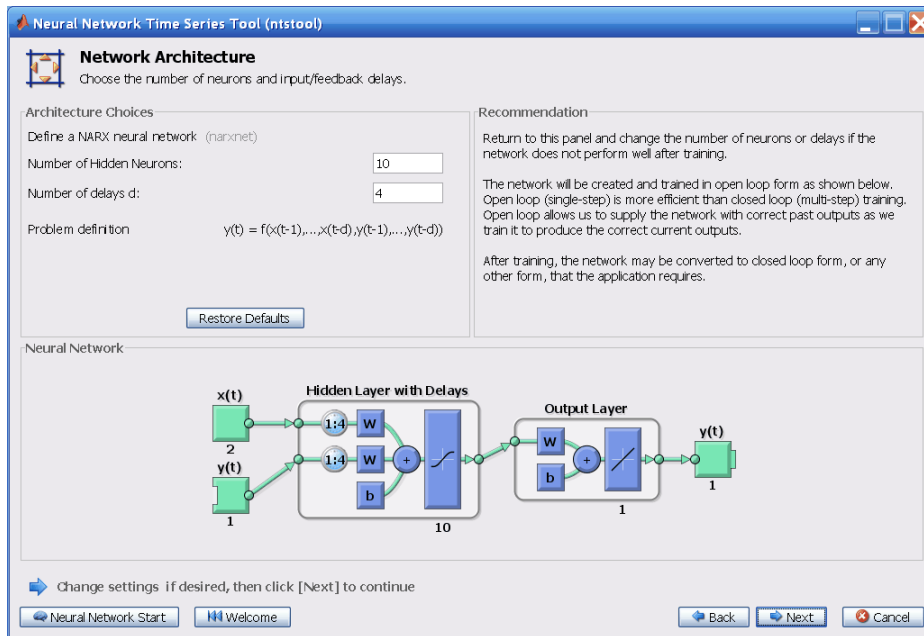 Neural Network Time Series Tool (ntstool)
Network Architecture
Choose the number of neurons and input/feedback delays.
Architecture Choices
Define a NARX neural network (narxnet)
Number of Hidden Neurons:
10
Number of delays d:
4
Problem definition
y(t) = f(x(t-1),...,x(t-d),y(t-1),...,y(t-d))
Restore Defaults
Recommendation
Return to this panel and change the number of neurons or delays if the
network does not perform well after training.
The network will be created and trained in open loop form as shown below.
Open loop (single-step) is more efficient than closed loop (multi-step) training.
Open loop allows us to supply the network with correct past outputs as we
train it to produce the correct current outputs.
After training, the network may be converted to closed loop form, or any
other form, that the application requires.
Neural Network
x(t)
2
y(t)
1
Hidden Layer with Delays
1:4
W
1:4
W
+
b
10
Output Layer
W
+
b
1
y(t)
1
Change settings if desired, then click [Next] to continue
Neural Network Start
Welcome
Back
Next
Cancel